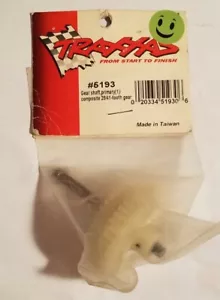 TRAXXAS
FROM START TO FINISH
#5193
Gear shaft, primary(1)
composite 26/41-tooth gear
0 20334 51930 6
Made in Taiwan